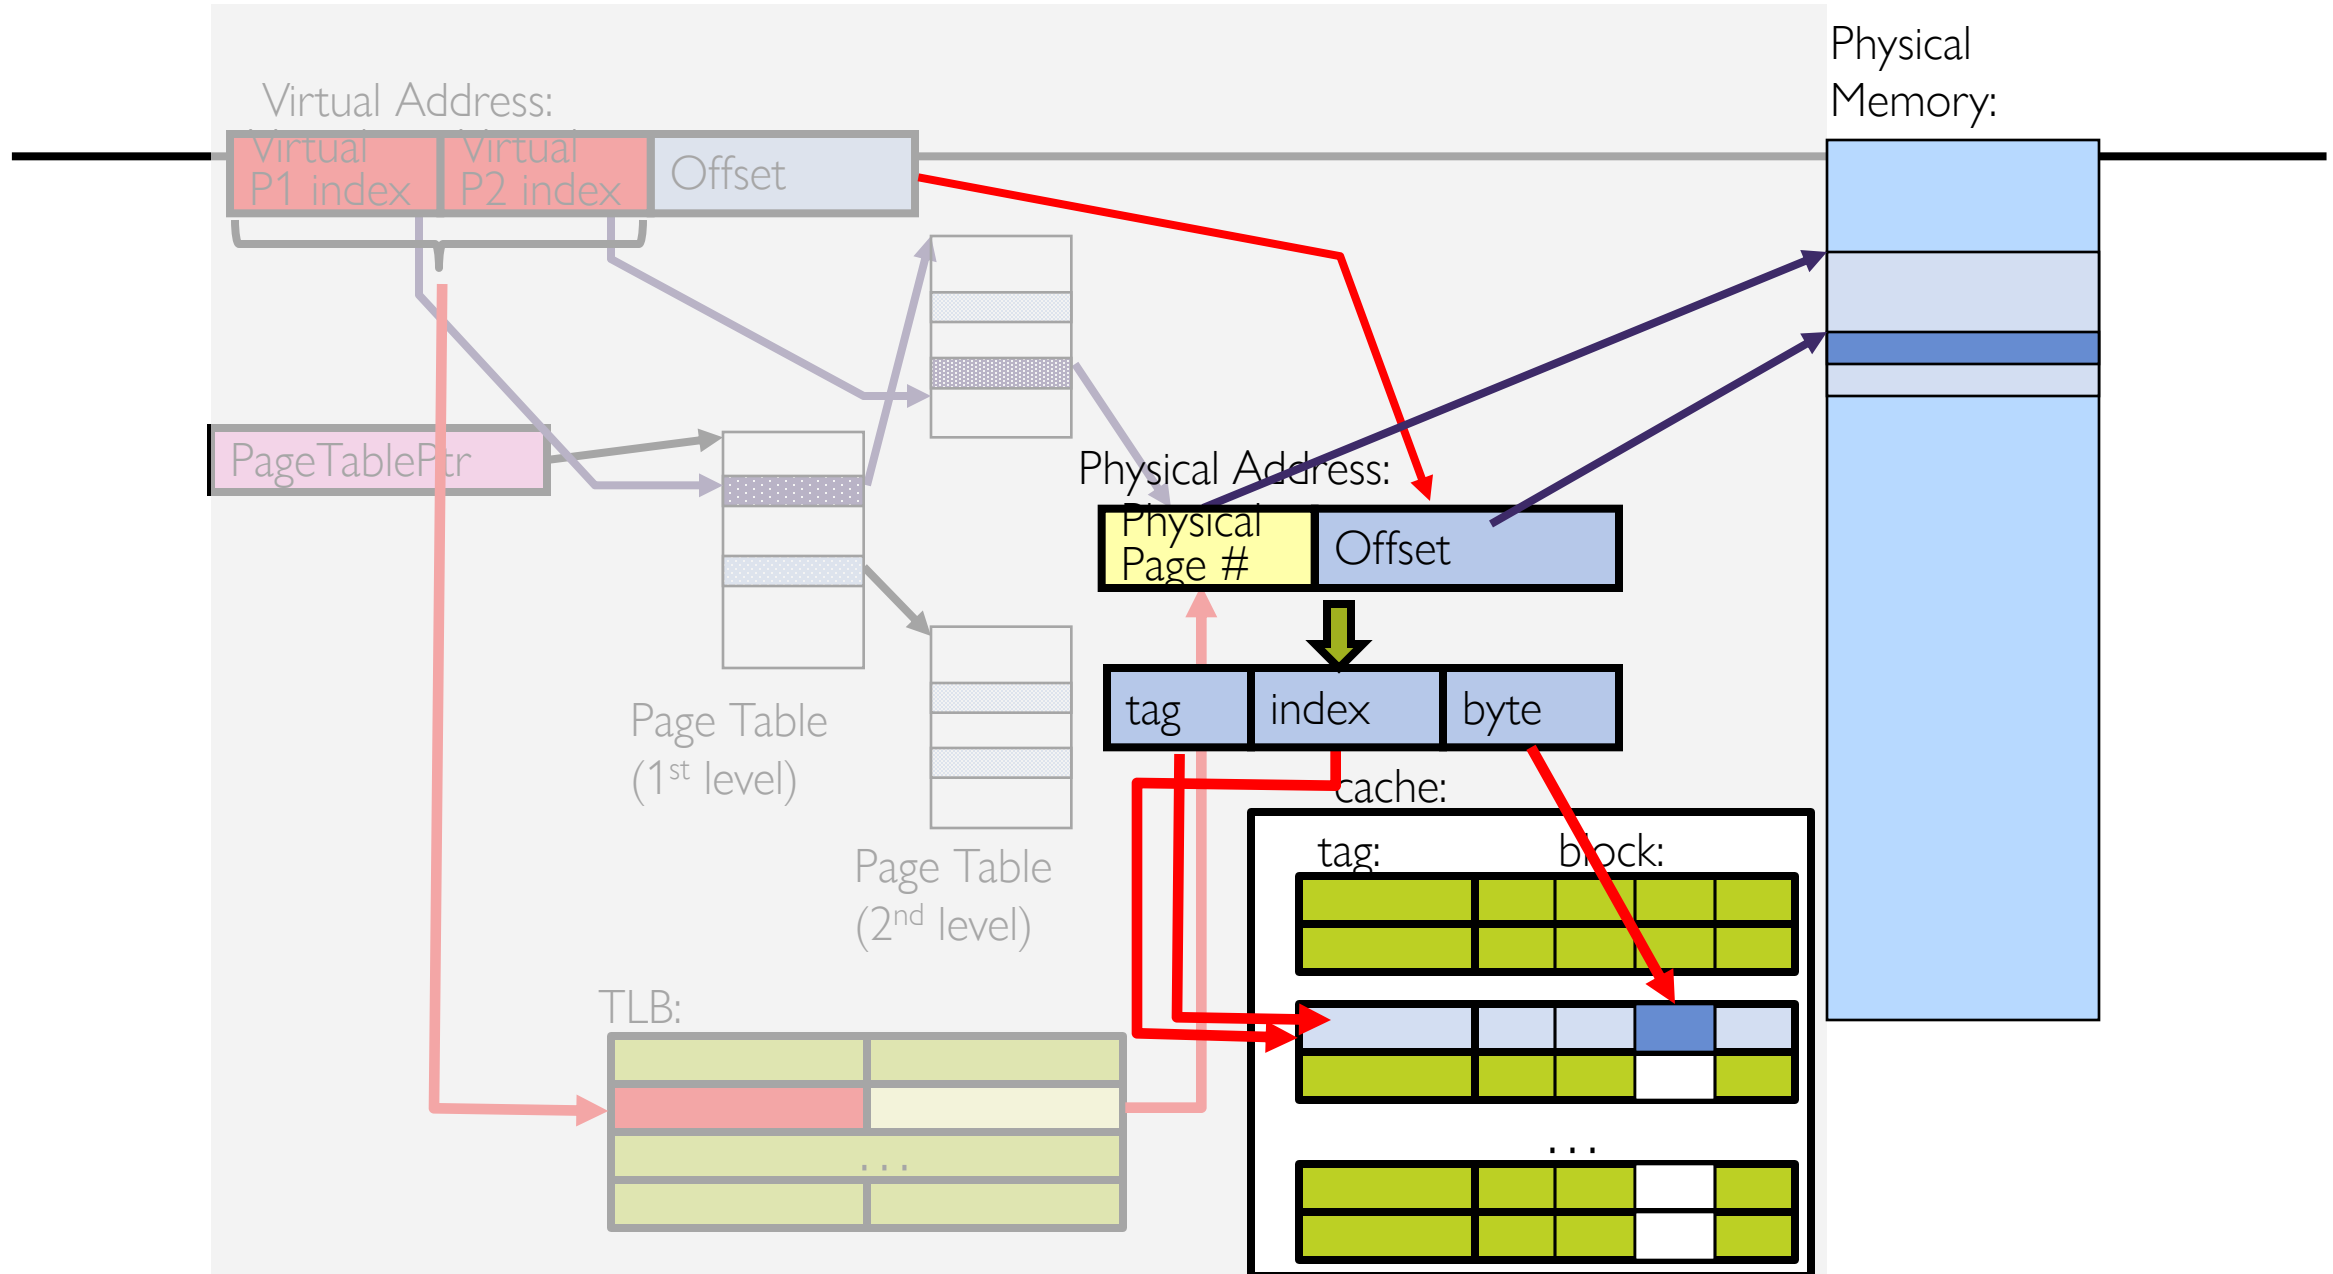 Physical
Memory:
Virtual Address:
Virtual
P1 index
Virtual
P2 index
Offset
PageTablePtr
Physical Address:
Physical
Page #
Offset
tag
index
byte
Page Table
(1st level)
cache:
tag:
block:
Page Table
(2nd level)
TLB:
...
...